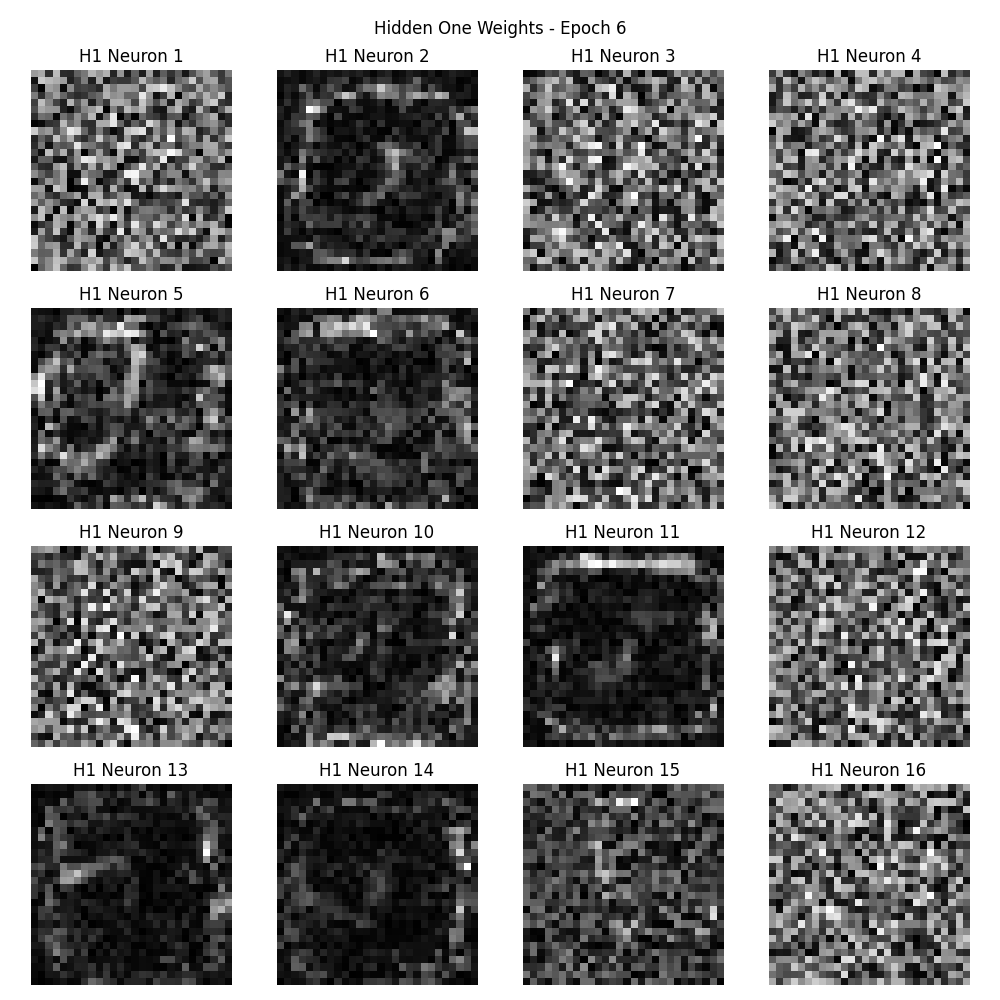 Hidden One Weights - Epoch 6
H1 Neuron 1 H1 Neuron 2 H1 Neuron 3 H1 Neuron 4
H1 Neuron 5 H1 Neuron 6 H1 Neuron 7 H1 Neuron 8
H1 Neuron 9 H1 Neuron 10 H1 Neuron 11 H1 Neuron 12
H1 Neuron 13 H1 Neuron 14 H1 Neuron 15 H1 Neuron 16